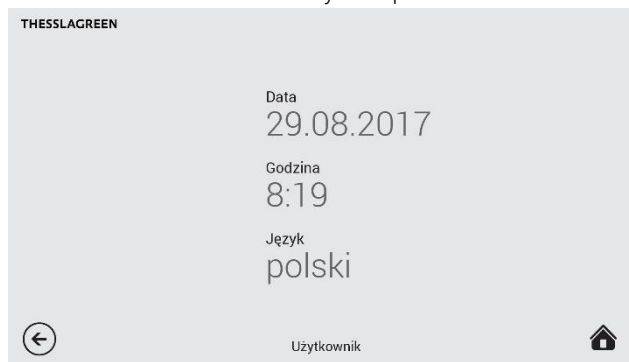 THESSLAGREEN
Data
29.08.2017
Godzina
8:19
Język
polski
Użytkownik